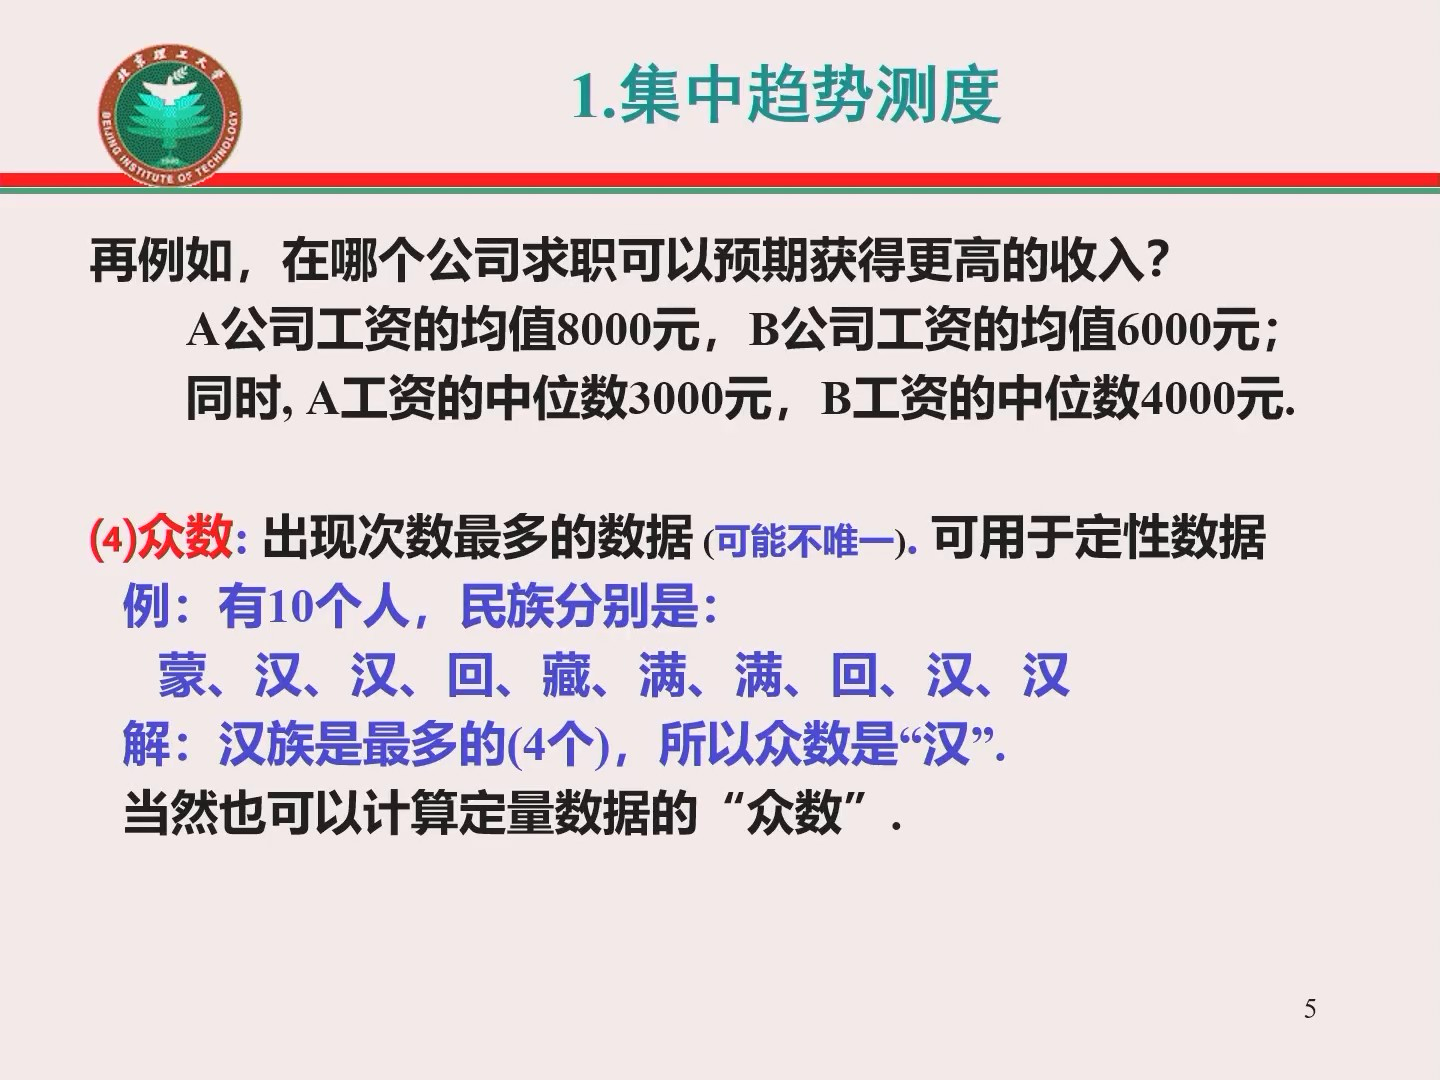 北京理工大学
BEIJING INSTITUTE OF TECHNOLOGY
1940
1.集中趋势测度
再例如，在哪个公司求职可以预期获得更高的收入？
A公司工资的均值8000元，B公司工资的均值6000元；
同时, A工资的中位数3000元，B工资的中位数4000元.
(4)众数: 出现次数最多的数据 (可能不唯一). 可用于定性数据
例：有10个人，民族分别是：
蒙、汉、汉、回、藏、满、满、回、汉、汉
解：汉族是最多的(4个)，所以众数是“汉”.
当然也可以计算定量数据的“众数”.
5